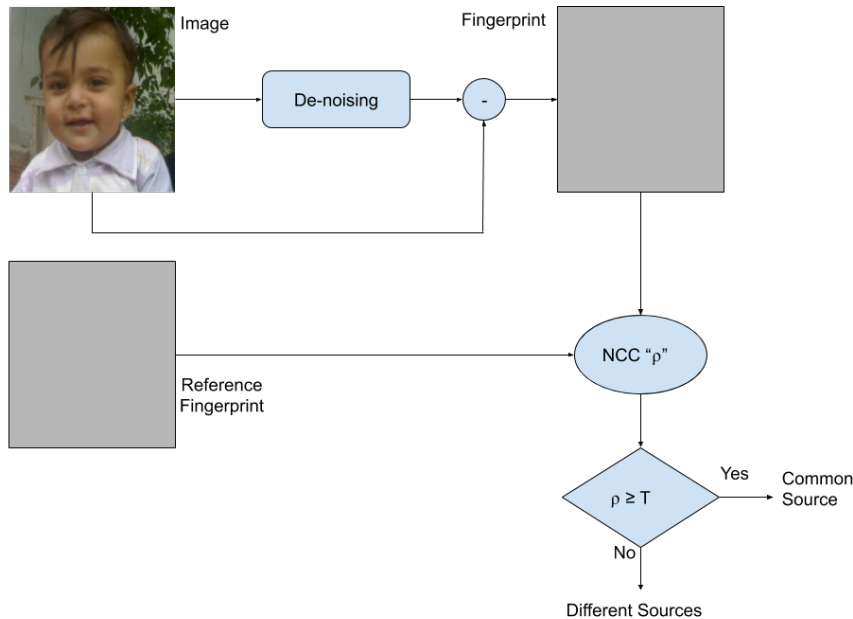 Image
Fingerprint
De-noising
-
NCC “ρ”
Reference
Fingerprint
ρ ≥ T
Yes
Common
Source
No
Different Sources